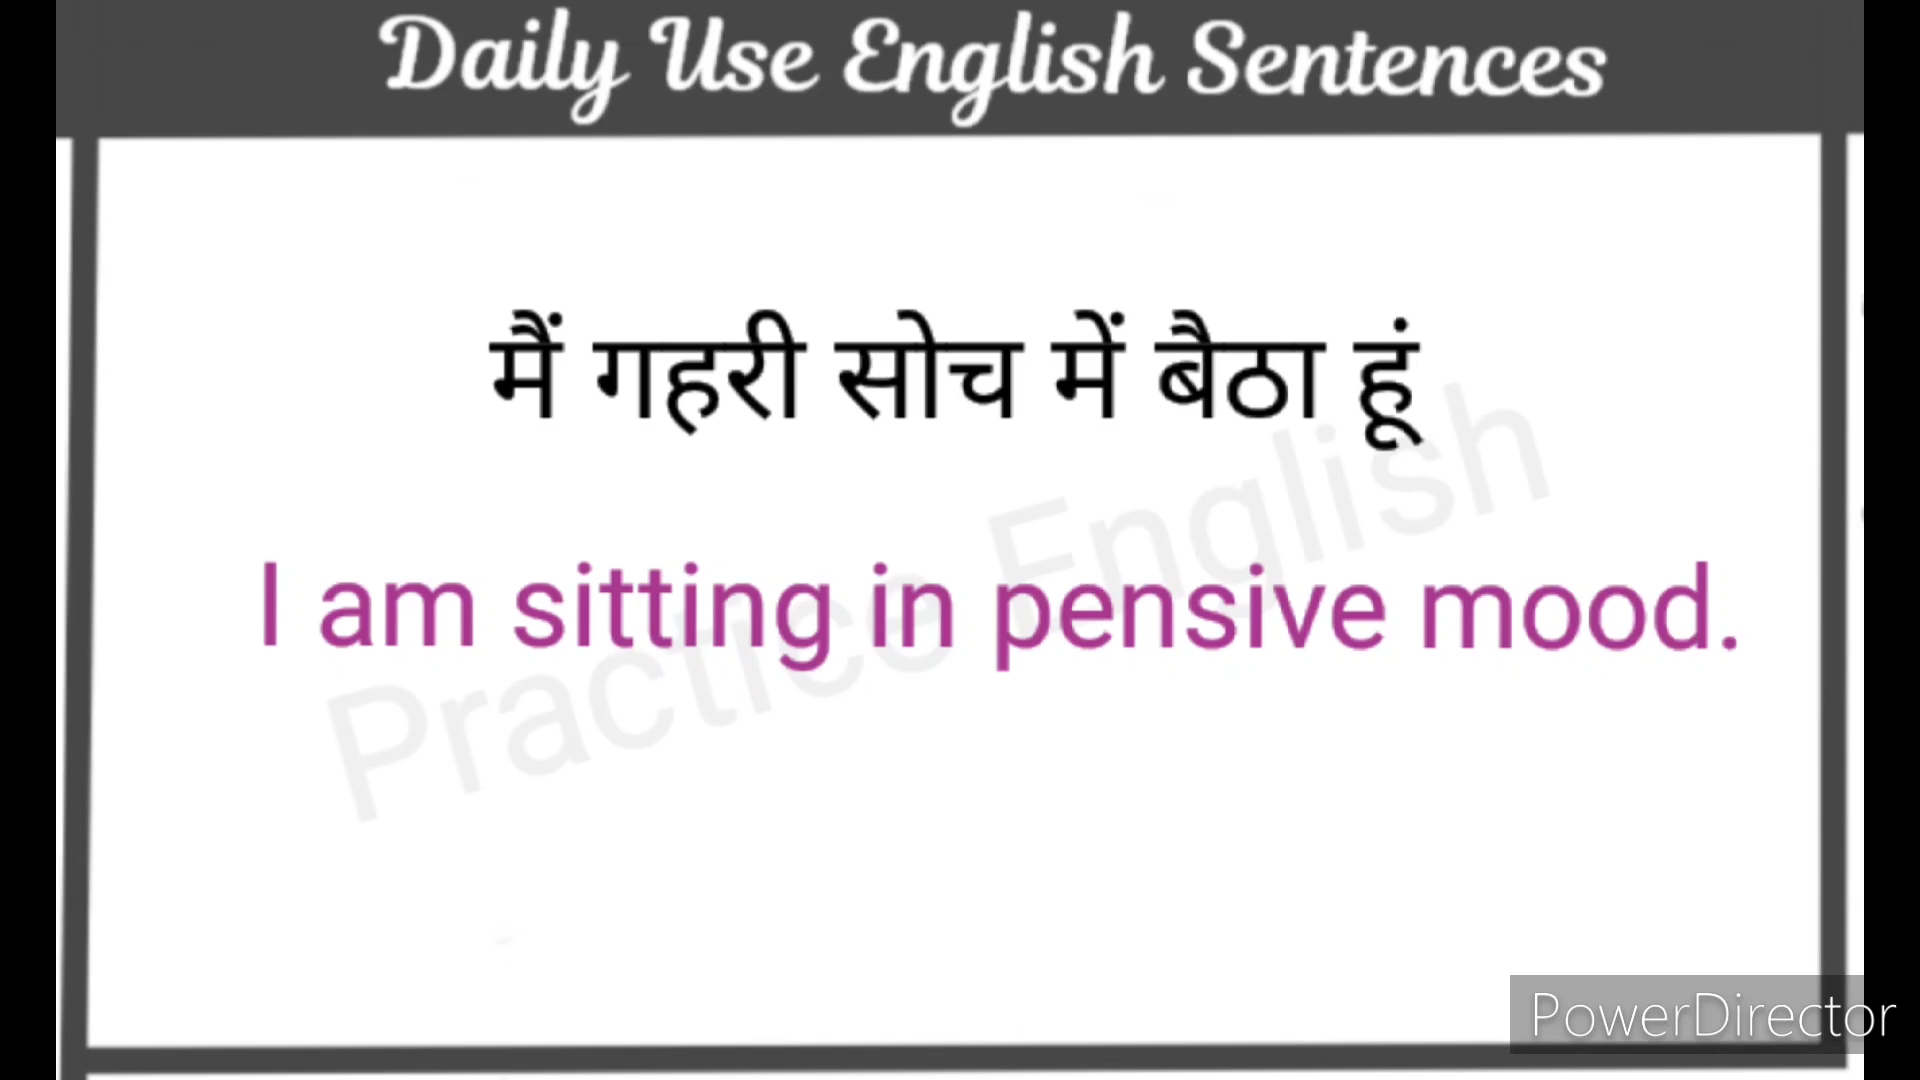 Daily Use English Sentences
मैं गहरी सोच में बैठा हूं
I am sitting in pensive mood.
Practice English
PowerDirector